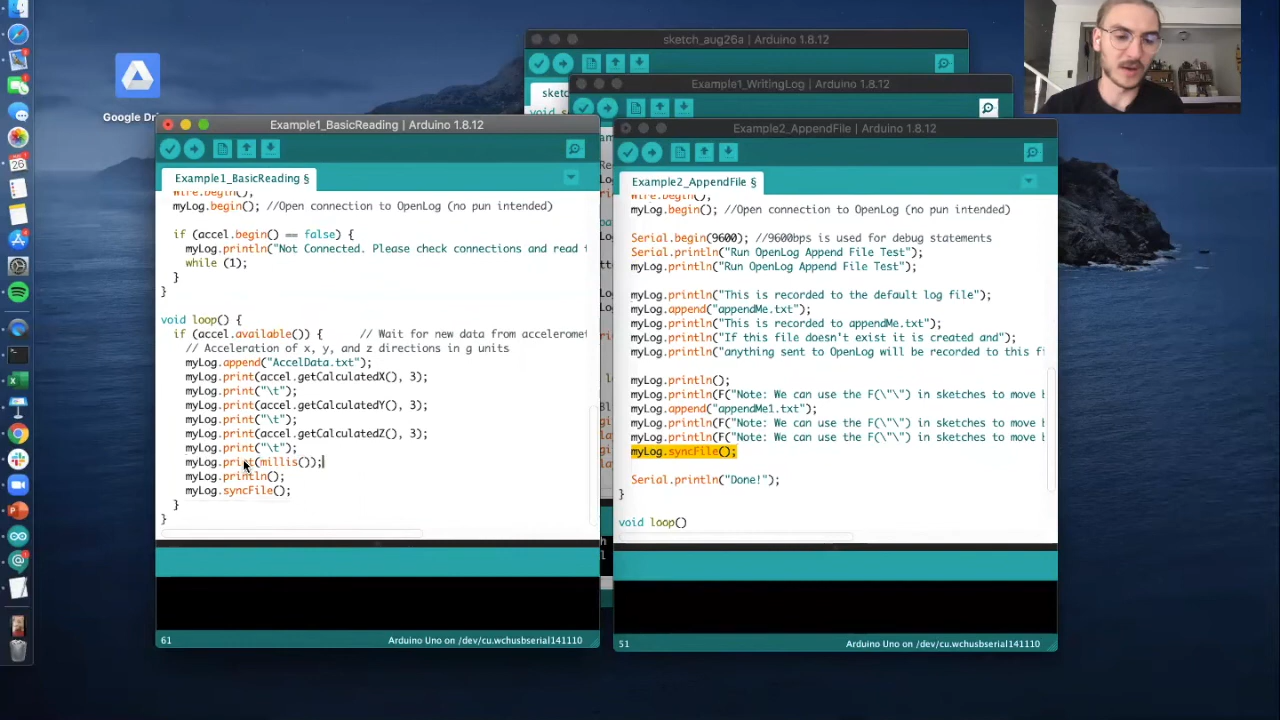 sketch_aug26a | Arduino 1.8.12
Example1_WritingLog | Arduino 1.8.12
Google
Example1_BasicReading | Arduino 1.8.12
Example1_BasicReading §
Wire.begin();
myLog.begin(); //Open connection to OpenLog (no pun intended)
if (accel.begin() == false) {
myLog.println("Not Connected. Please check connections and read t
while (1);
}
}
void loop() {
if (accel.available()) { // Wait for new data from acceleromet
// Acceleration of x, y, and z directions in g units
myLog.append("AccelData.txt");
myLog.print(accel.getCalculatedX(), 3);
myLog.print("\t");
myLog.print(accel.getCalculatedY(), 3);
myLog.print("\t");
myLog.print(accel.getCalculatedZ(), 3);
myLog.print("\t");
myLog.print(millis());
myLog.println();
myLog.syncFile();
}
}
61
Arduino Uno on /dev/cu.wchusbserial141110
Example2_AppendFile | Arduino 1.8.12
Example2_AppendFile §
Wire.begin();
myLog.begin(); //Open connection to OpenLog (no pun intended)
Serial.begin(9600); //9600bps is used for debug statements
Serial.println("Run OpenLog Append File Test");
myLog.println("Run OpenLog Append File Test");
myLog.println("This is recorded to the default log file");
myLog.append("appendMe.txt");
myLog.println("This is recorded to appendMe.txt");
myLog.println("If this file doesn't exist it is created and");
myLog.println("anything sent to OpenLog will be recorded to this fi
myLog.println();
myLog.println(F("Note: We can use the F(\"\") in sketches to move b
myLog.append("appendMe1.txt");
myLog.println(F("Note: We can use the F(\"\") in sketches to move b
myLog.println(F("Note: We can use the F(\"\") in sketches to move b
myLog.syncFile();
Serial.println("Done!");
}
void loop()
51
Arduino Uno on /dev/cu.wchusbserial141110